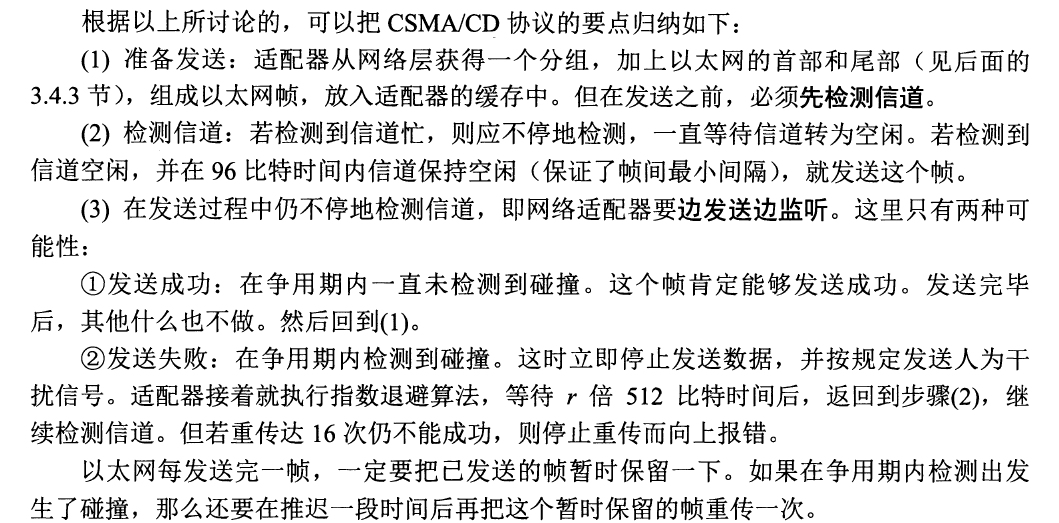 根据以上所讨论的，可以把 CSMA/CD 协议的要点归纳如下：
(1) 准备发送：适配器从网络层获得一个分组，加上以太网的首部和尾部（见后面的
3.4.3 节），组成以太网帧，放入适配器的缓存中。但在发送之前，必须先检测信道。
(2) 检测信道：若检测到信道忙，则应不停地检测，一直等待信道转为空闲。若检测到
信道空闲，并在 96 比特时间内信道保持空闲（保证了帧间最小间隔），就发送这个帧。
(3) 在发送过程中仍不停地检测信道，即网络适配器要边发送边监听。这里只有两种可
能性：
①发送成功：在争用期内一直未检测到碰撞。这个帧肯定能够发送成功。发送完毕
后，其他什么也不做。然后回到(1)。
②发送失败：在争用期内检测到碰撞。这时立即停止发送数据，并按规定发送人为干
扰信号。适配器接着就执行指数退避算法，等待 r 倍 512 比特时间后，返回到步骤(2)，继
续检测信道。但若重传达 16 次仍不能成功，则停止重传而向上报错。
以太网每发送完一帧，一定要把已发送的帧暂时保留一下。如果在争用期内检测出发
生了碰撞，那么还要在推迟一段时间后再把这个暂时保留的帧重传一次。